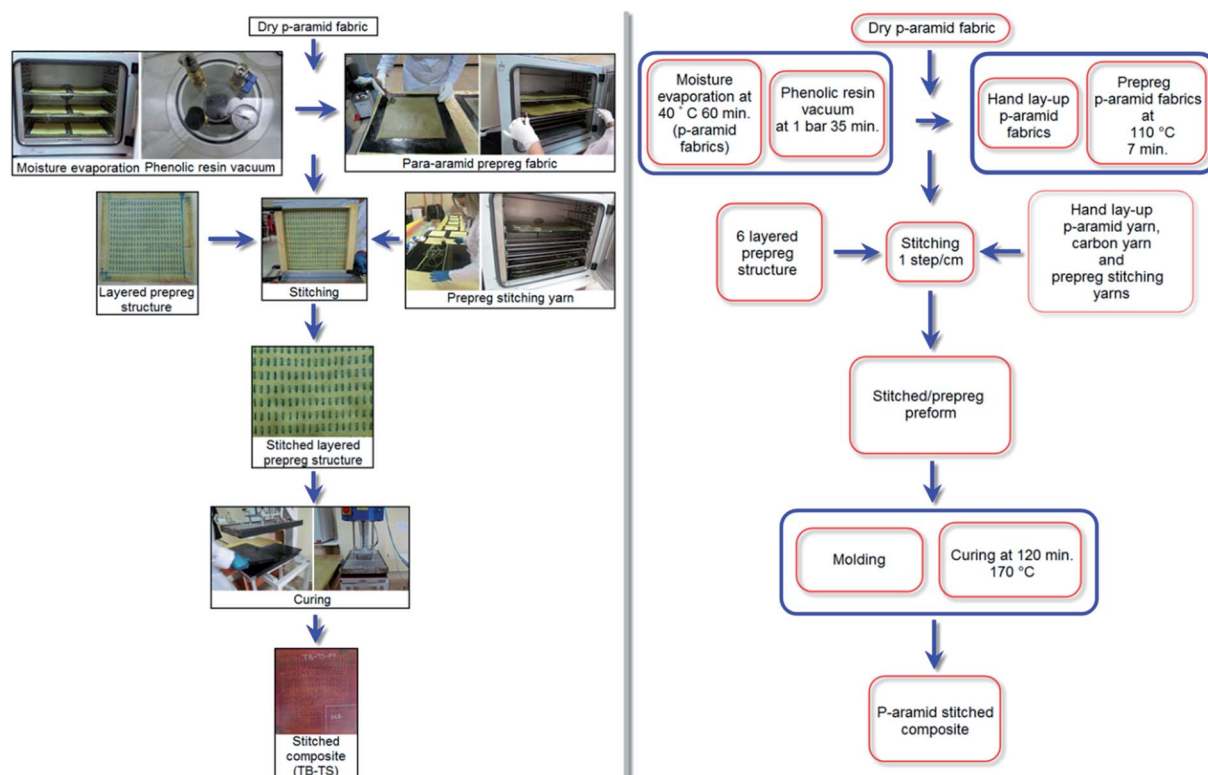 Dry p-aramid fabric
Moisture evaporation
Phenolic resin vacuum
Para-aramid prepreg fabric
Layered prepreg
structure
Stitching
Prepreg stitching yarn
Stitched layered
prepreg structure
Curing
Stitched
composite
(TB-TS)
Dry p-aramid fabric
Moisture
evaporation at
40 ˚ C 60 min.
(p-aramid
fabrics)
Phenolic resin
vacuum
at 1 bar 35 min.
Hand lay-up
p-aramid
fabrics
Prepreg
p-aramid fabrics
at
110 °C
7 min.
6 layered
prepreg
structure
Stitching
1 step/cm
Hand lay-up
p-aramid yarn,
carbon yarn
and
prepreg stitching
yarns
Stitched/prepreg
preform
Molding
Curing at 120 min.
170 °C
P-aramid stitched
composite